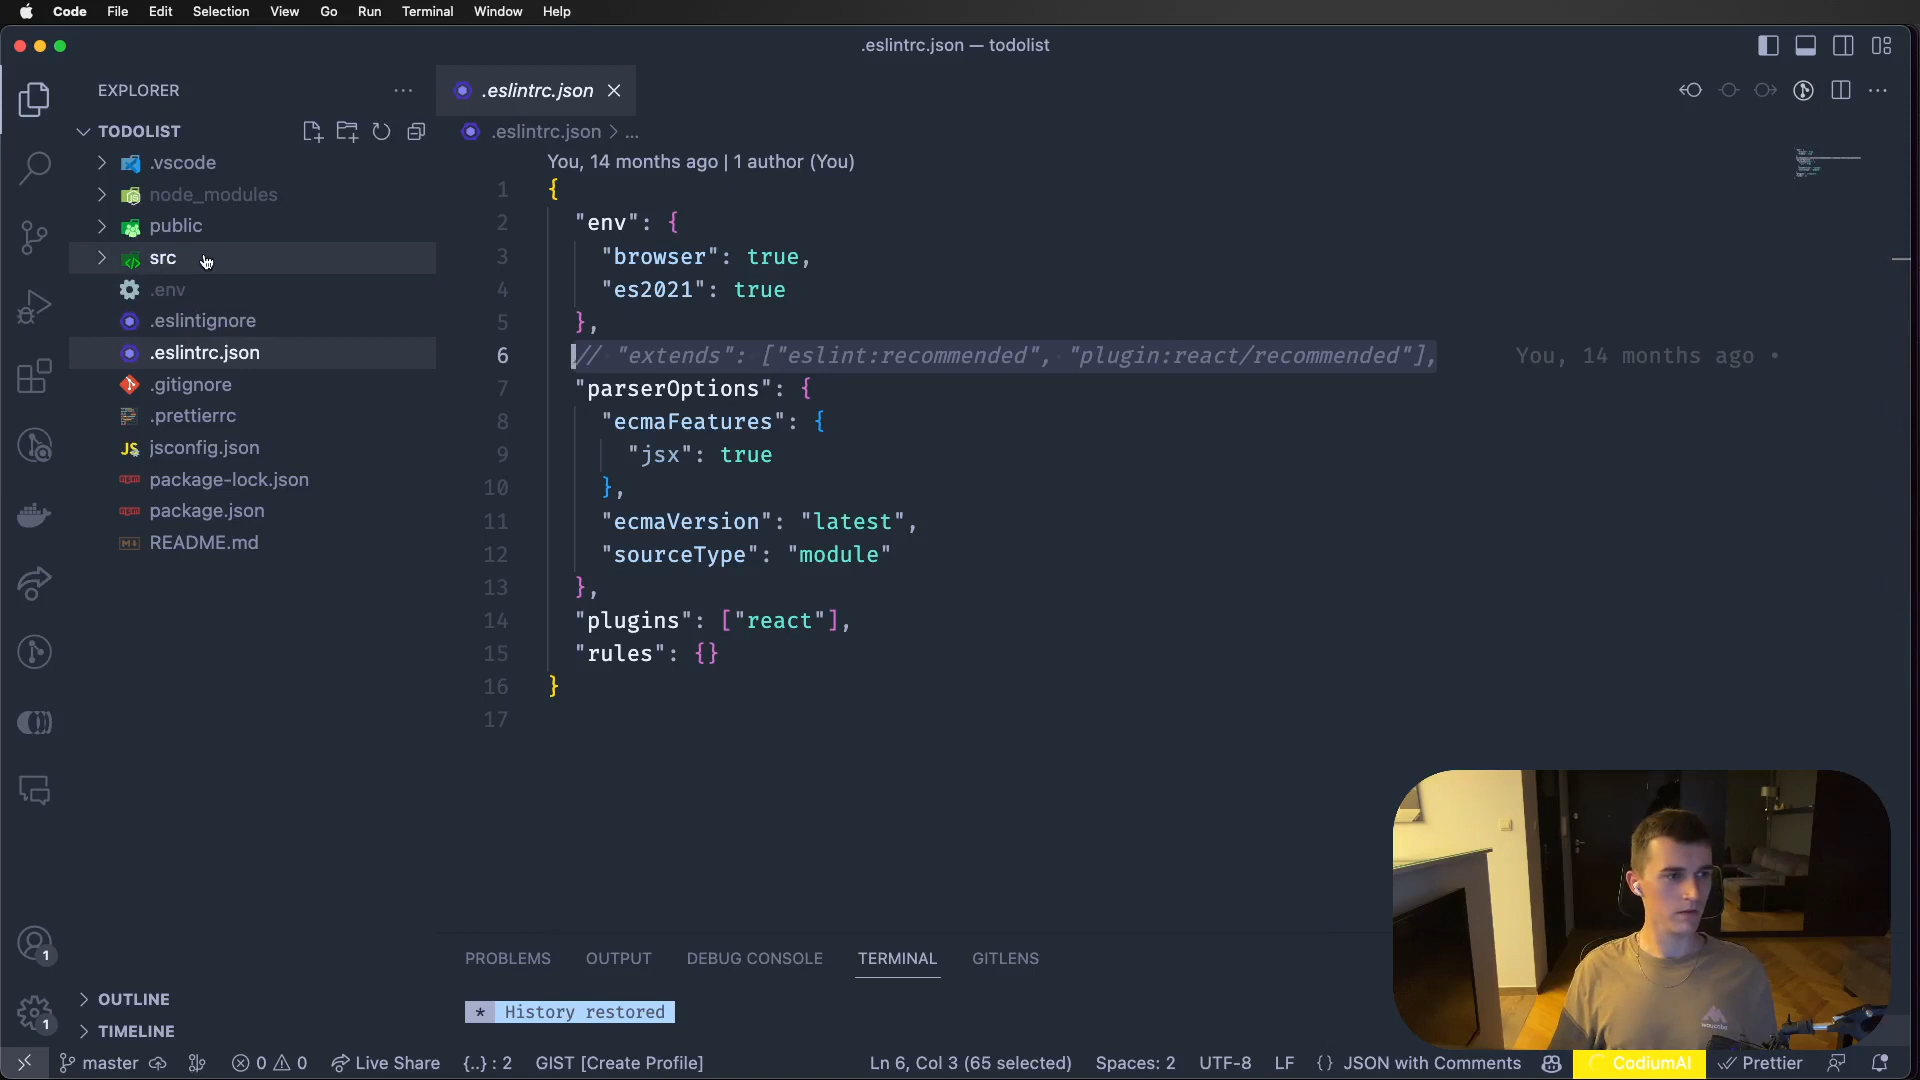 Code File Edit Selection View Go Run Terminal Window Help
.eslintrc.json — todolist
EXPLORER
TODOLIST
.vscode
node_modules
public
src
.env
.eslintignore
.eslintrc.json
.gitignore
.prettierrc
jsconfig.json
package-lock.json
package.json
README.md
OUTLINE
TIMELINE
.eslintrc.json
.eslintrc.json > ...
You, 14 months ago | 1 author (You)
1 {
2 "env": {
3 "browser": true,
4 "es2021": true
5 },
6 // "extends": ["eslint:recommended", "plugin:react/recommended"], You, 14 months ago •
7 "parserOptions": {
8 "ecmaFeatures": {
9 "jsx": true
10 },
11 "ecmaVersion": "latest",
12 "sourceType": "module"
13 },
14 "plugins": ["react"],
15 "rules": {}
16 }
17
PROBLEMS OUTPUT DEBUG CONSOLE TERMINAL GITLENS
* History restored
1
1
master 0 0 Live Share {..} : 2 GIST [Create Profile] Ln 6, Col 3 (65 selected) Spaces: 2 UTF-8 LF {} JSON with Comments CodiumAI Prettier